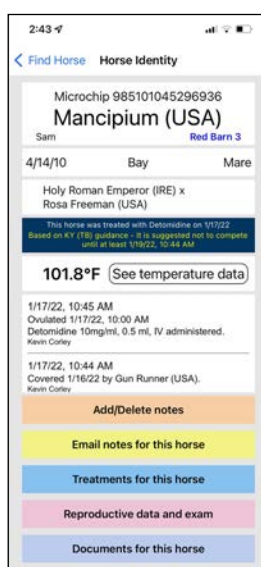 2:43
Find Horse Horse Identity
Microchip 985101045296936
Mancipium (USA)
Sam Red Barn 3
4/14/10 Bay Mare
Holy Roman Emperor (IRE) x
Rosa Freeman (USA)
This horse was treated with Detomidine on 1/17/22
Based on KY (TB) guidance - It is suggested not to compete
until at least 1/19/22, 10:44 AM
101.8°F See temperature data
1/17/22, 10:45 AM
Ovulated 1/17/22, 10:00 AM
Detomidine 10mg/ml, 0.5 ml, IV administered.
Kevin Corley
1/17/22, 10:44 AM
Covered 1/16/22 by Gun Runner (USA).
Kevin Corley
Add/Delete notes
Email notes for this horse
Treatments for this horse
Reproductive data and exam
Documents for this horse